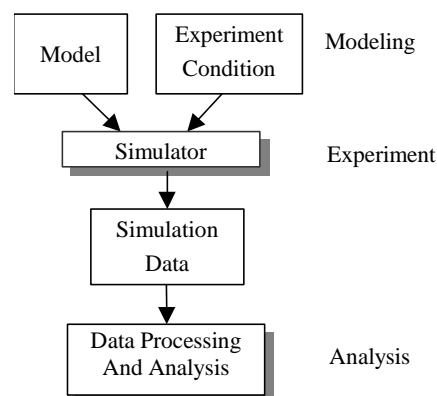 Model
Experiment
Condition
Modeling
Simulator
Experiment
Simulation
Data
Data Processing
And Analysis
Analysis